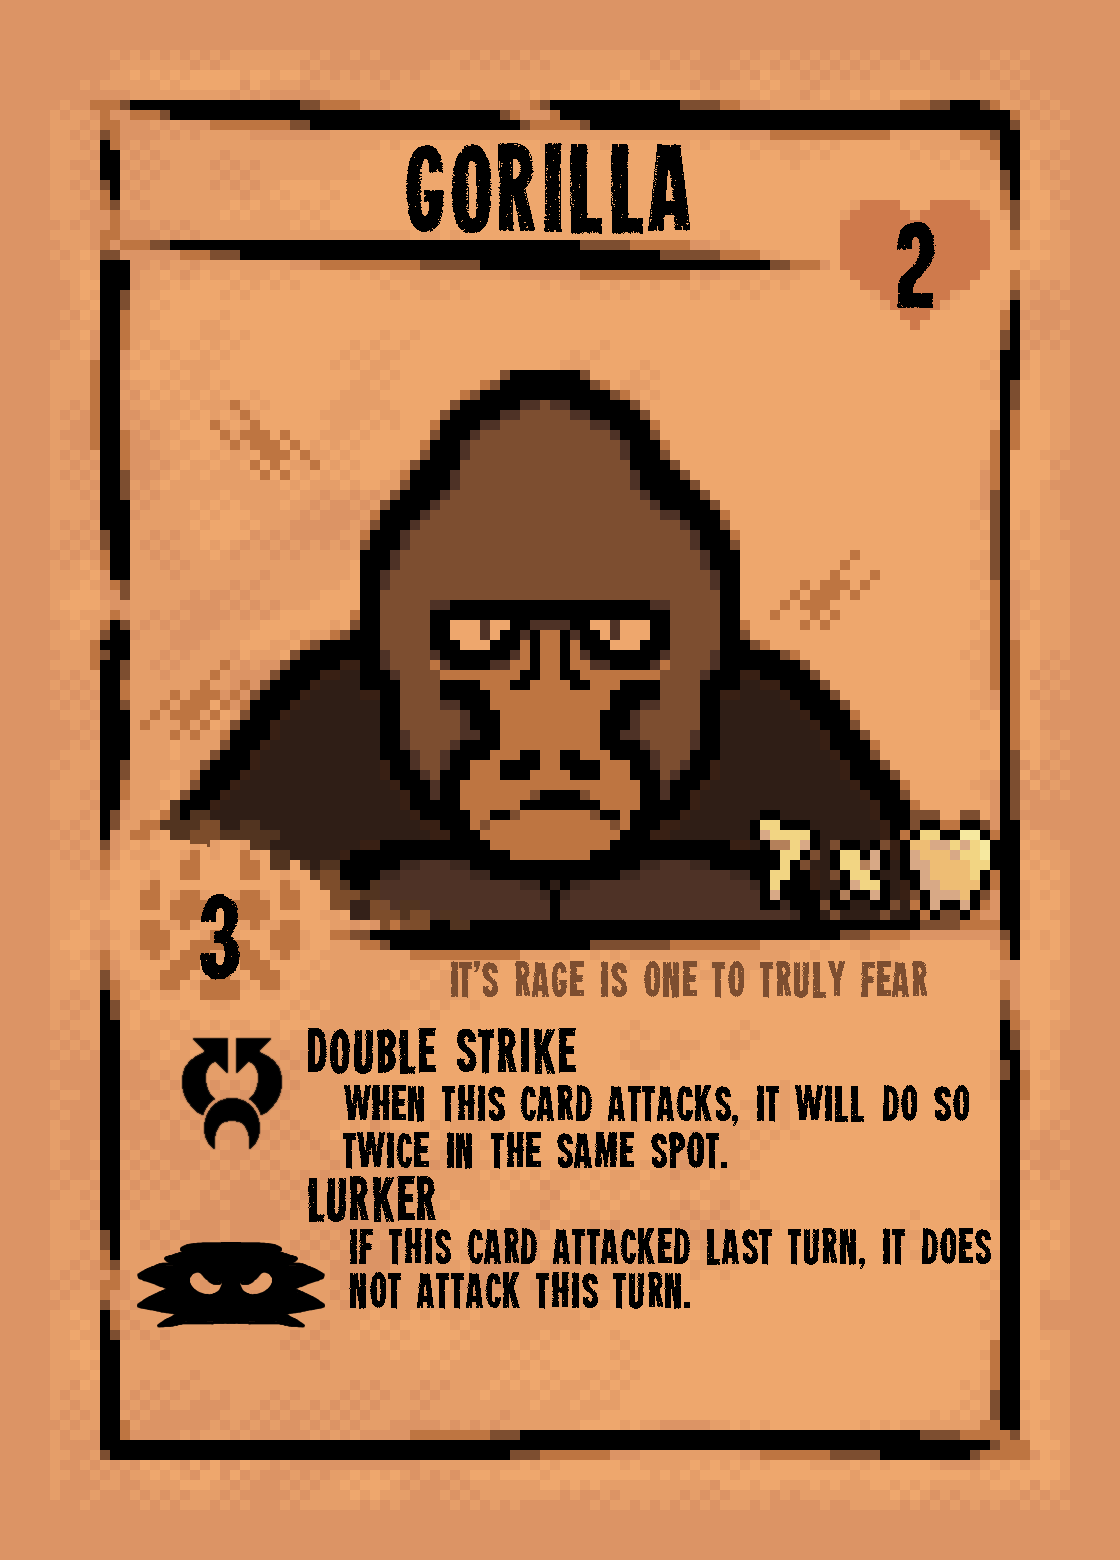 GORILLA
2
7 x
3
IT'S RAGE IS ONE TO TRULY FEAR
DOUBLE STRIKE
WHEN THIS CARD ATTACKS, IT WILL DO SO
TWICE IN THE SAME SPOT.
LURKER
IF THIS CARD ATTACKED LAST TURN, IT DOES
NOT ATTACK THIS TURN.